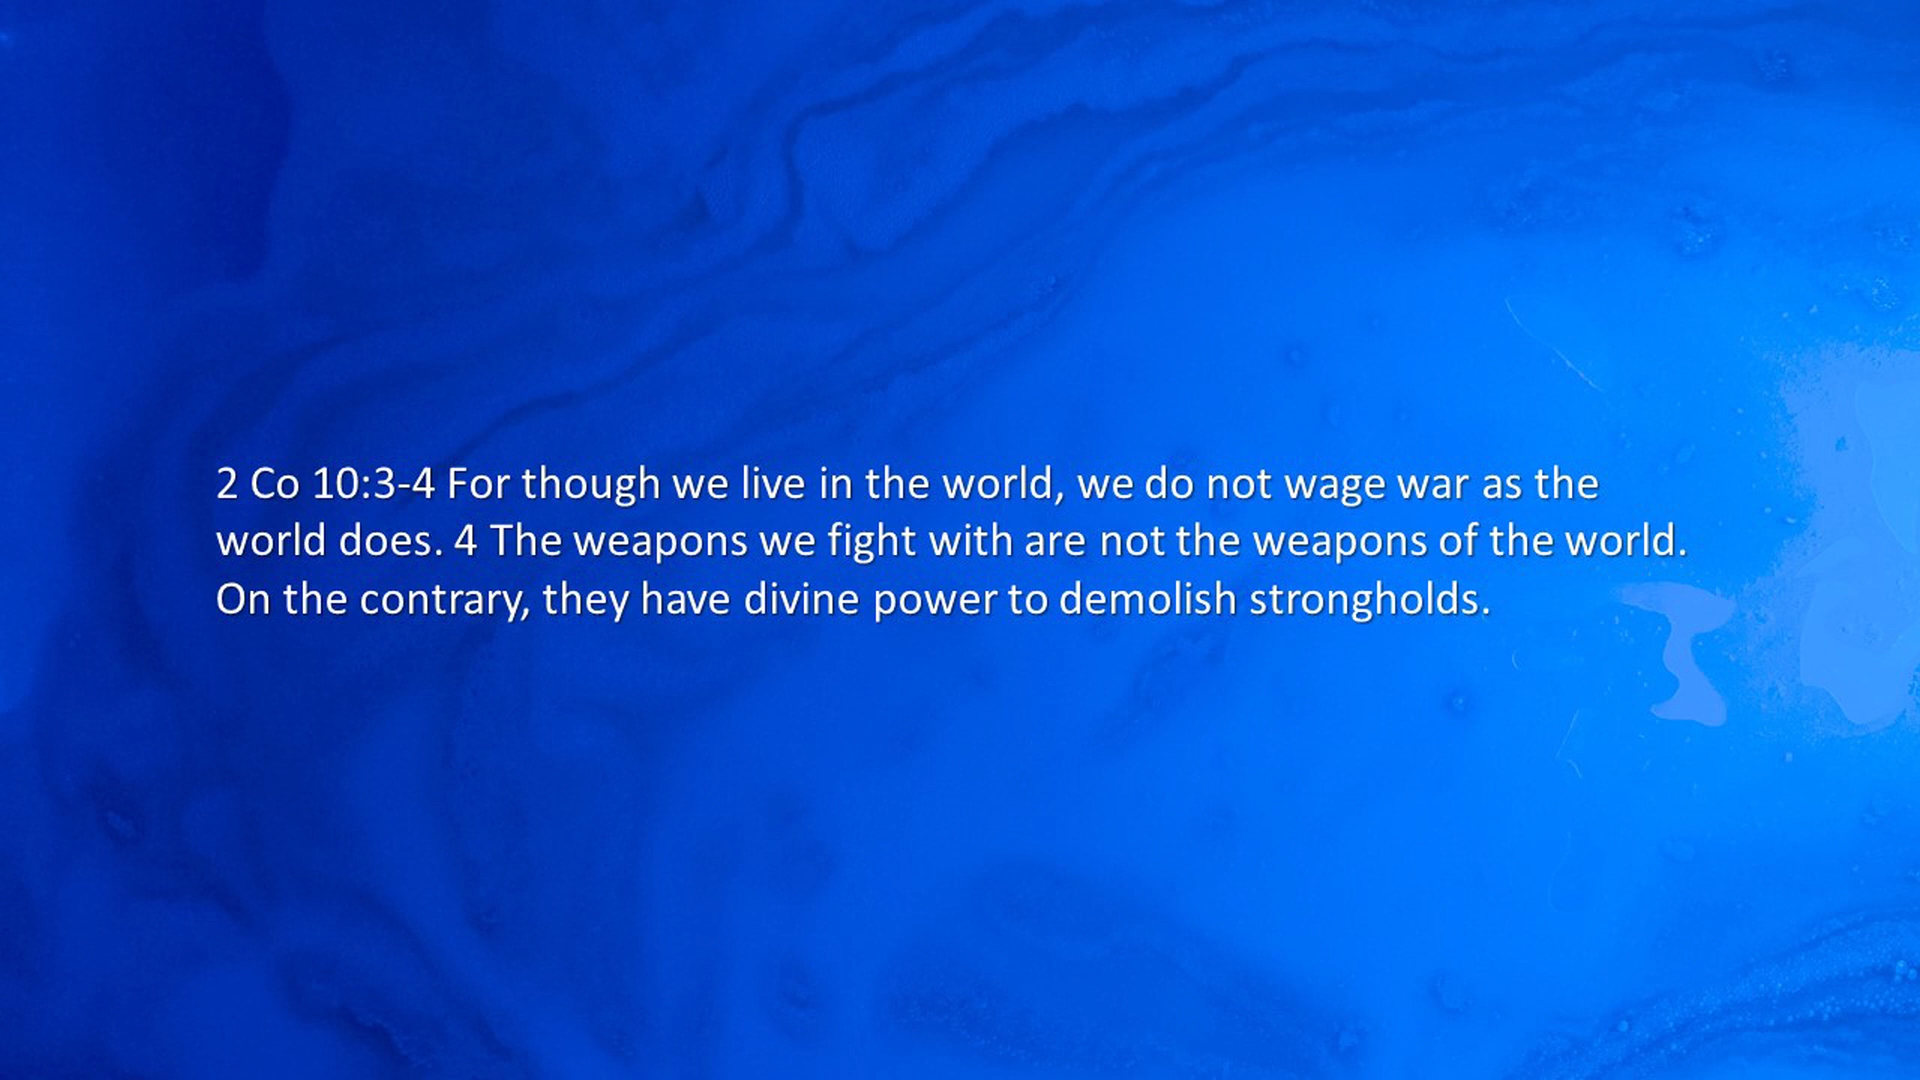 2 Co 10:3-4 For though we live in the world, we do not wage war as the
world does. 4 The weapons we fight with are not the weapons of the world.
On the contrary, they have divine power to demolish strongholds.